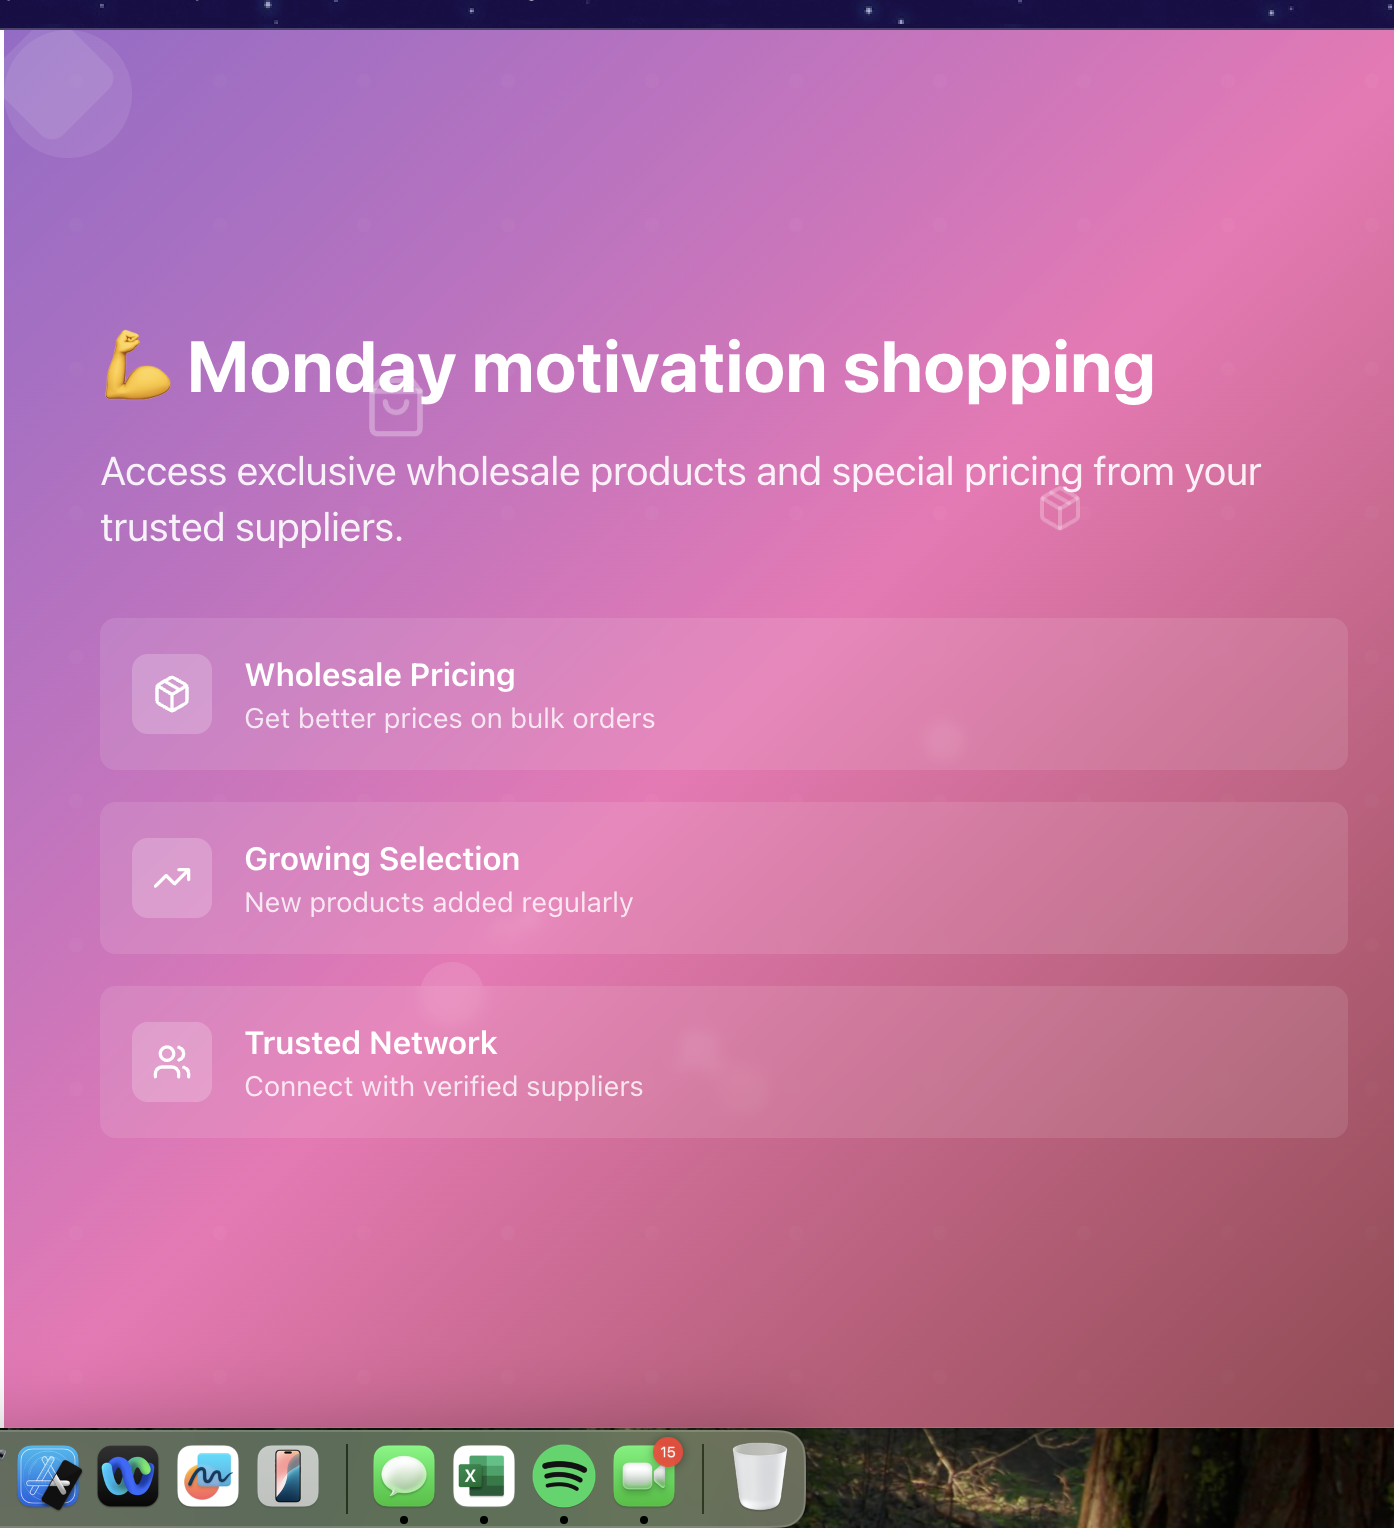 💪 Monday motivation shopping
Access exclusive wholesale products and special pricing from your
trusted suppliers.
Wholesale Pricing
Get better prices on bulk orders
Growing Selection
New products added regularly
Trusted Network
Connect with verified suppliers
X
15